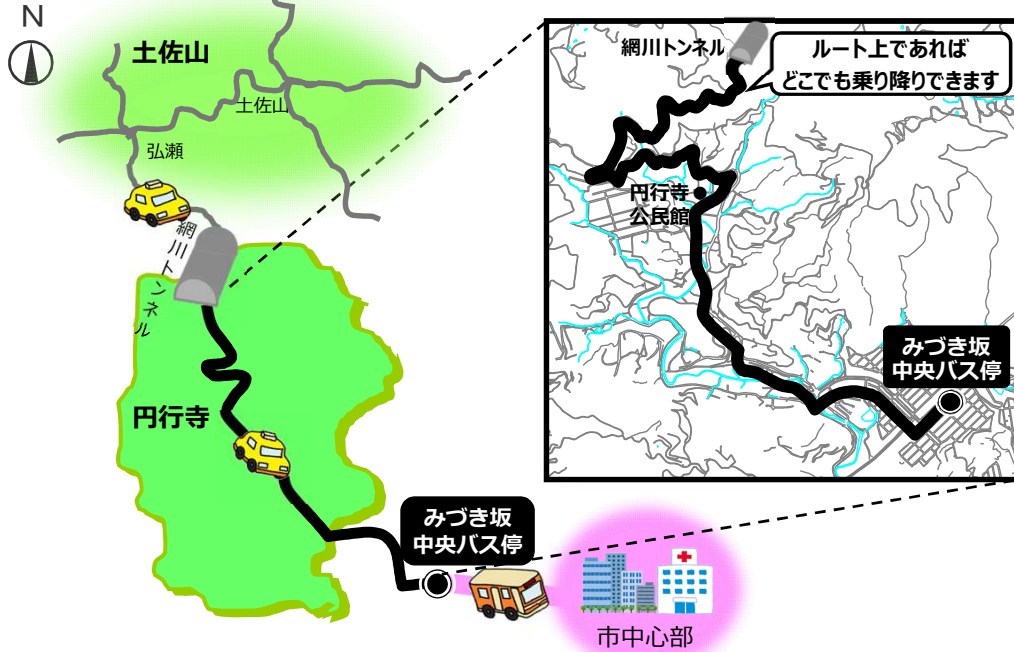 N
土佐山
土佐山
弘瀬
網川トンネル
円行寺
みづき坂
中央バス停
市中心部
網川トンネル
ルート上であれば
どこでも乗り降りできます
円行寺
公民館
みづき坂
中央バス停